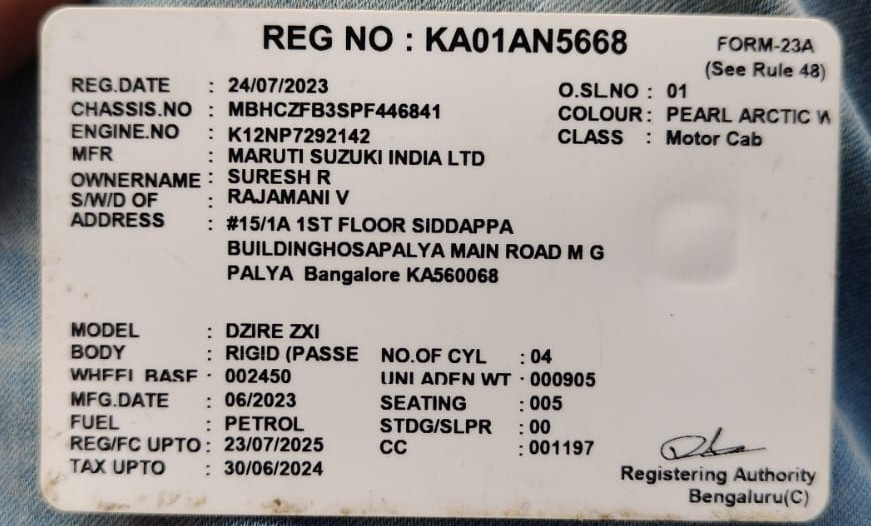 REG NO : KA01AN5668
FORM-23A
(See Rule 48)
REG.DATE : 24/07/2023
O.SLNO : 01
CHASSIS.NO : MBHCZFB3SPF446841
COLOUR : PEARL ARCTIC W
ENGINE.NO : K12NP7292142
CLASS : Motor Cab
MFR : MARUTI SUZUKI INDIA LTD
OWNERNAME : SURESH R
S/W/D OF : RAJAMANI V
ADDRESS : #15/1A 1ST FLOOR SIDDAPPA
BUILDINGHOSAPALYA MAIN ROAD M G
PALYA Bangalore KA560068
MODEL : DZIRE ZXI
BODY : RIGID (PASSE NO.OF CYL : 04
WHEEL BASE : 002450 UNLADEN WT : 000905
MFG.DATE : 06/2023 SEATING : 005
FUEL : PETROL STDG/SLPR : 00
REG/FC UPTO : 23/07/2025 CC : 001197
TAX UPTO : 30/06/2024
Registering Authority
Bengaluru(C)